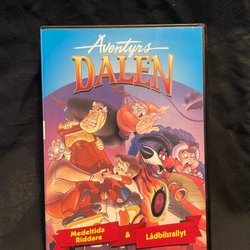 Äventyrs
DALEN
Medeltida
Riddare
&
Lådbilsrallyt